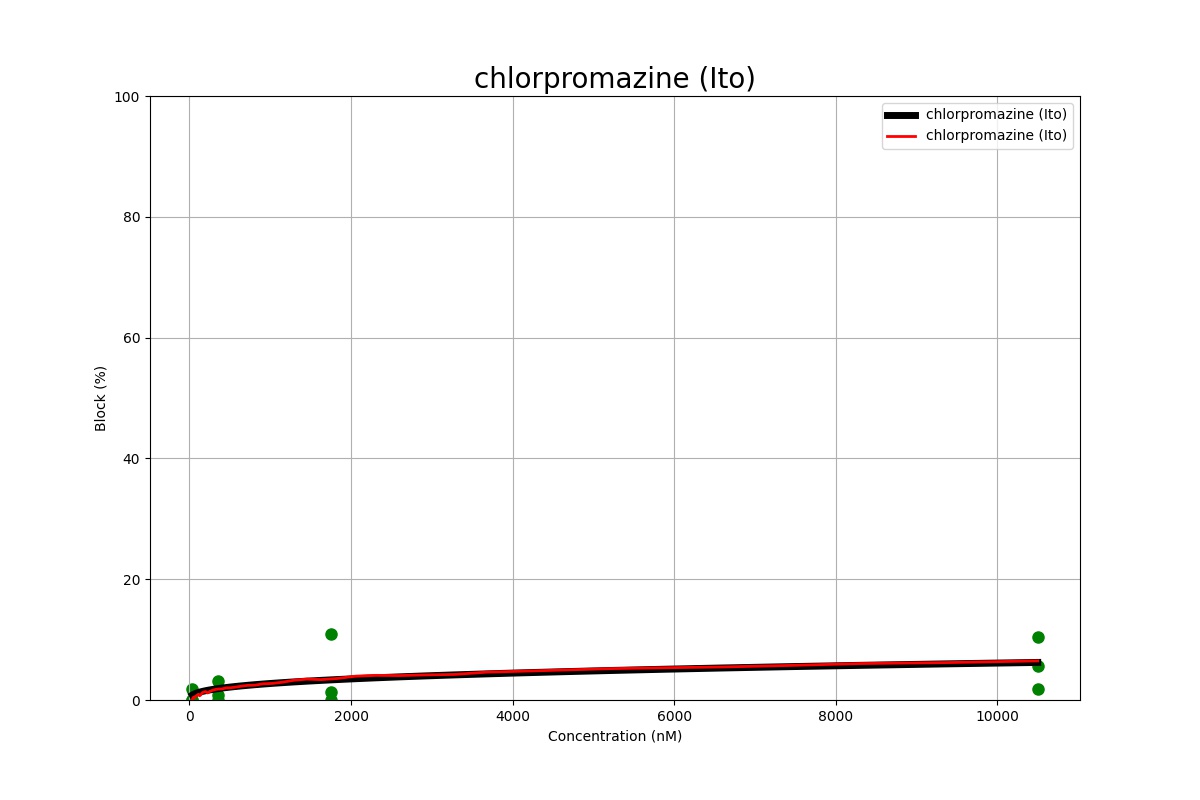 chlorpromazine (Ito)
chlorpromazine (Ito)
chlorpromazine (Ito)
100
80
60
40
20
0
Block (%)
0 2000 4000 6000 8000 10000
Concentration (nM)